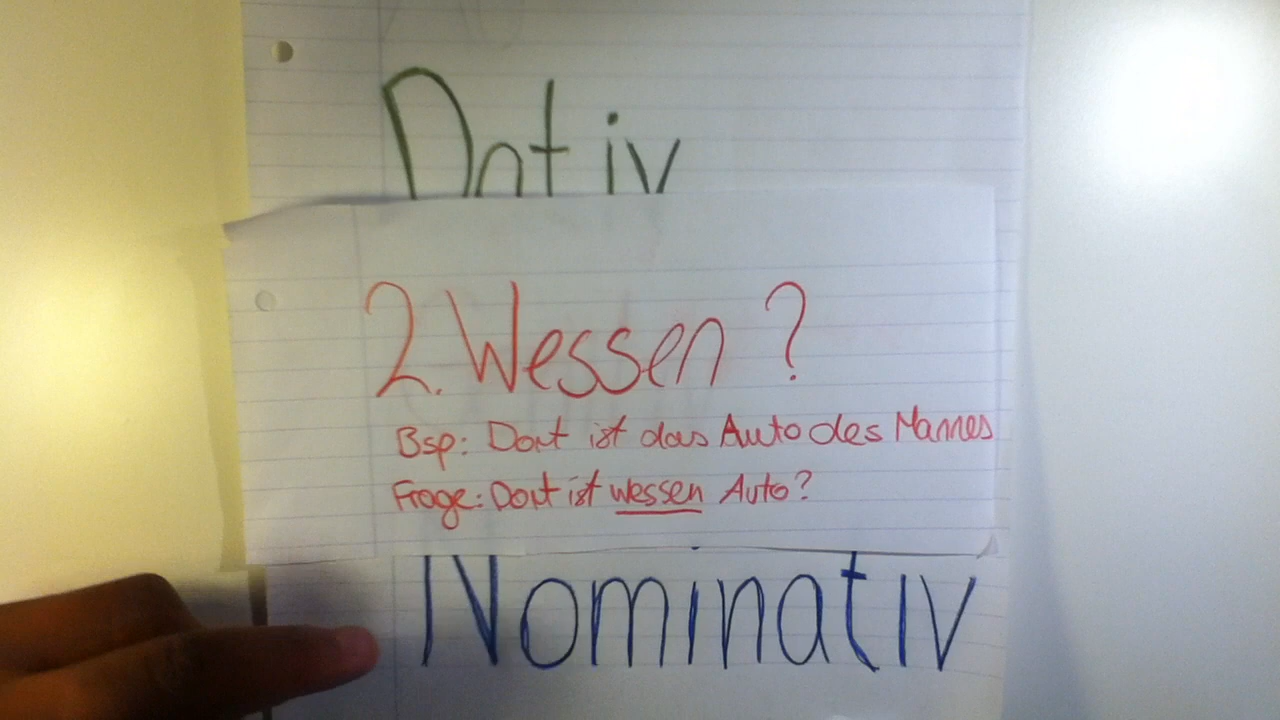 Dativ
2. Wessen?
Bsp: Dort ist das Auto des Mannes
Frage: Dort ist wessen Auto?
Nominativ